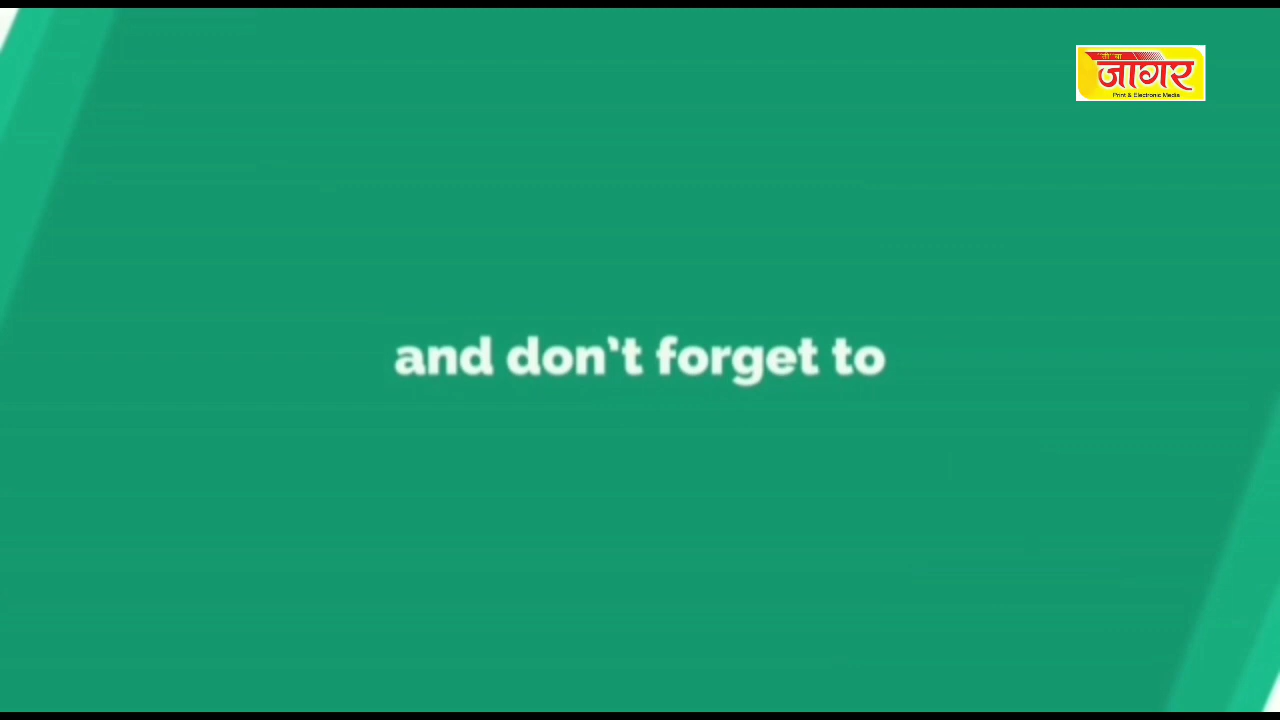 जागर
Print & Electronic Media
and don't forget to